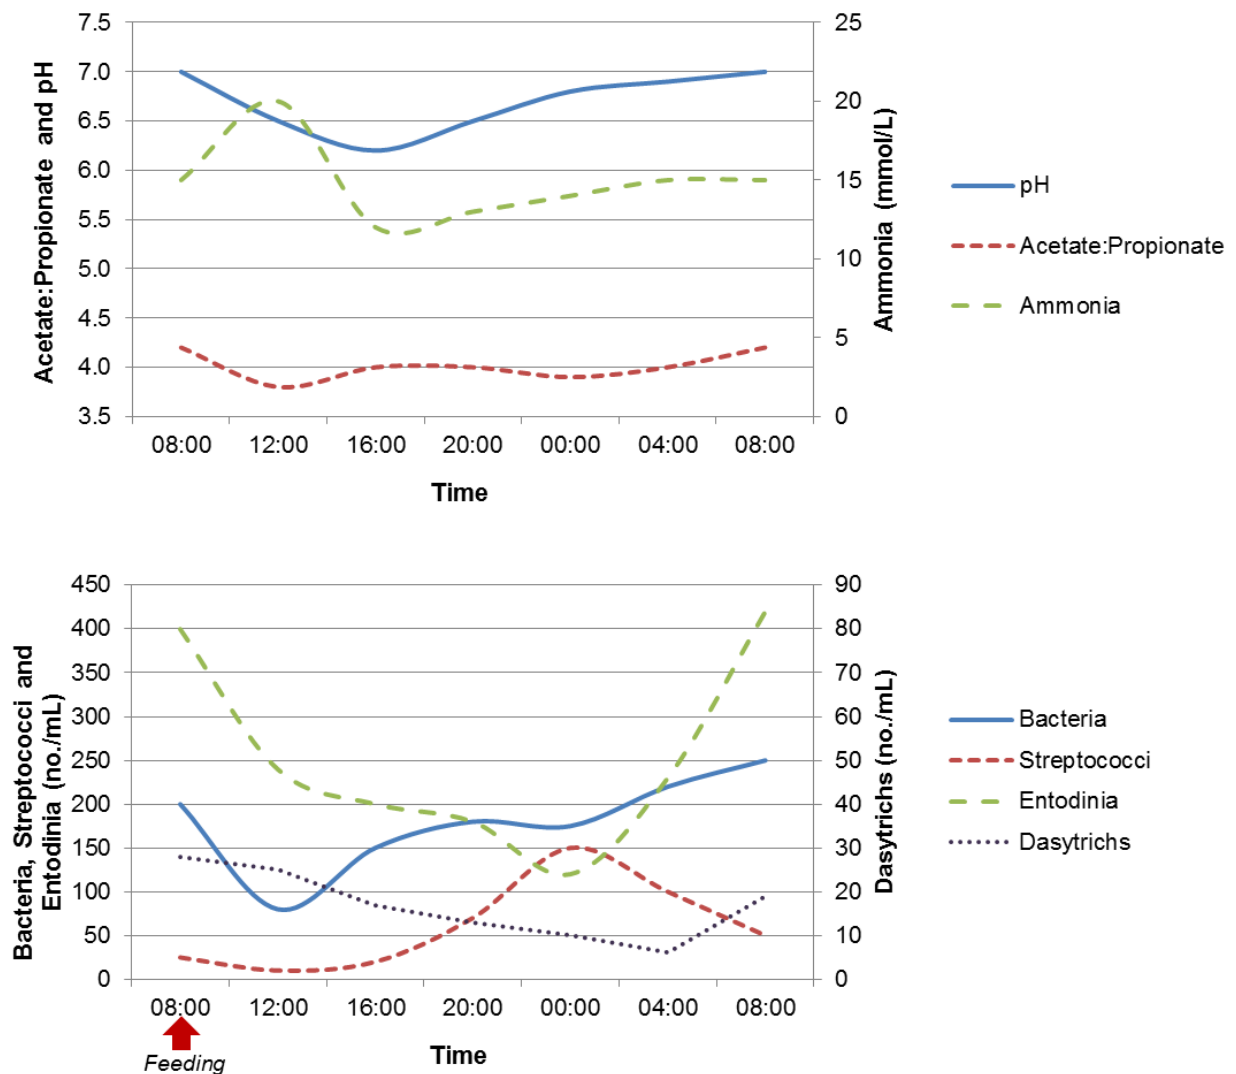 Acetate:Propionate and pH
7.5
7.0
6.5
6.0
5.5
5.0
4.5
4.0
3.5
25
20
15
10
5
0
Ammonia (mmol/L)
08:00 12:00 16:00 20:00 00:00 04:00 08:00
Time
pH
Acetate:Propionate
Ammonia
Bacteria, Streptococci and
Entodinia (no./mL)
450
400
350
300
250
200
150
100
50
0
90
80
70
60
50
40
30
20
10
0
Dasytrichs (no./mL)
08:00 12:00 16:00 20:00 00:00 04:00 08:00
Feeding
Time
Bacteria
Streptococci
Entodinia
Dasytrichs